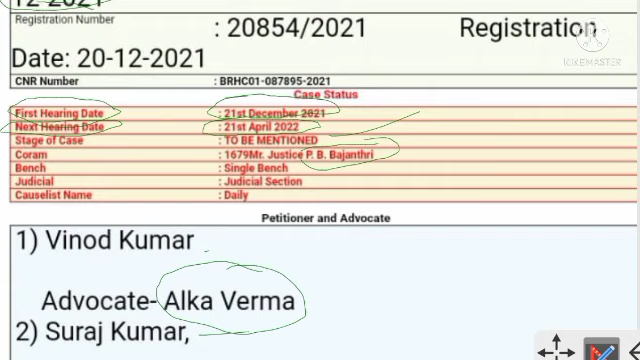 12-2021
Registration Number : 20854/2021 Registration
Date: 20-12-2021
KINEMASTER
CNR Number : BRHC01-087895-2021
Case Status
First Hearing Date : 21st December 2021
Next Hearing Date : 21st April 2022
Stage of Case : TO BE MENTIONED
Coram : 1679Mr. Justice P. B. Bajanthri
Bench : Single Bench
Judicial : Judicial Section
Causelist Name : Daily
Petitioner and Advocate
1) Vinod Kumar
Advocate- Alka Verma
2) Suraj Kumar,